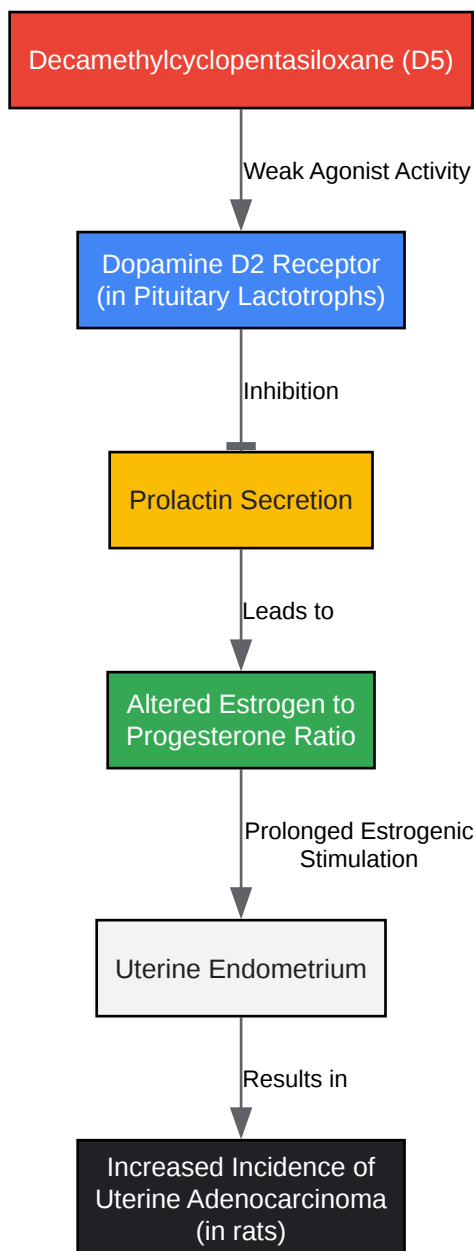 Decamethylcyclopentasiloxane (D5)
Weak Agonist Activity
Dopamine D2 Receptor
(in Pituitary Lactotrophs)
Inhibition
Prolactin Secretion
Leads to
Altered Estrogen to
Progesterone Ratio
Prolonged Estrogenic
Stimulation
Uterine Endometrium
Results in
Increased Incidence of
Uterine Adenocarcinoma
(in rats)